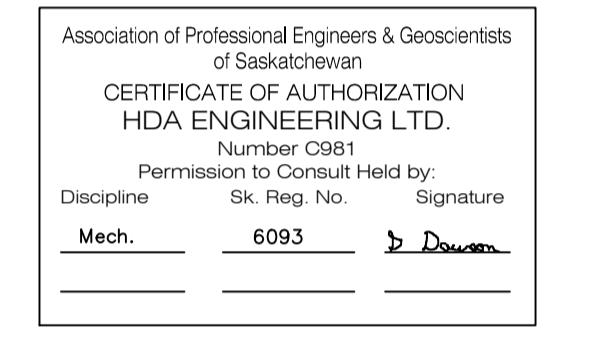 Association of Professional Engineers & Geoscientists
of Saskatchewan
CERTIFICATE OF AUTHORIZATION
HDA ENGINEERING LTD.
Number C981
Permission to Consult Held by:
Discipline Sk. Reg. No. Signature
Mech. 6093 D Dawson